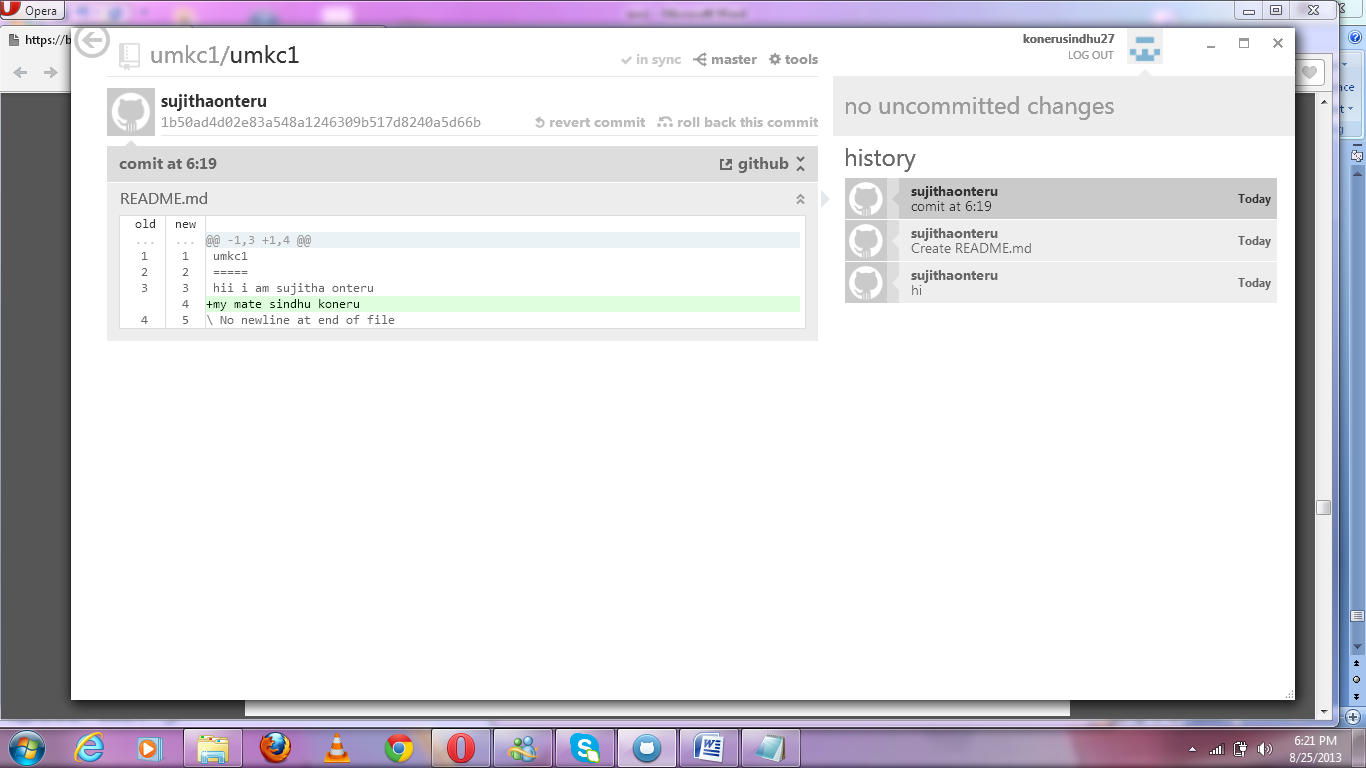 Opera
https://b
umkc1/umkc1
in sync
master
tools
konerusindhu27
LOG OUT
sujithaonteru
1b50ad4d02e83a548a1246309b517d8240a5d66b
revert commit
roll back this commit
no uncommitted changes
comit at 6:19
github
README.md
old new
... ... @@ -1,3 +1,4 @@
1 1 umkc1
2 2 =====
3 3 hii i am sujitha onteru
4 +my mate sindhu koneru
4 5 \ No newline at end of file
history
sujithaonteru
comit at 6:19
Today
sujithaonteru
Create README.md
Today
sujithaonteru
hi
Today
6:21 PM
8/25/2013